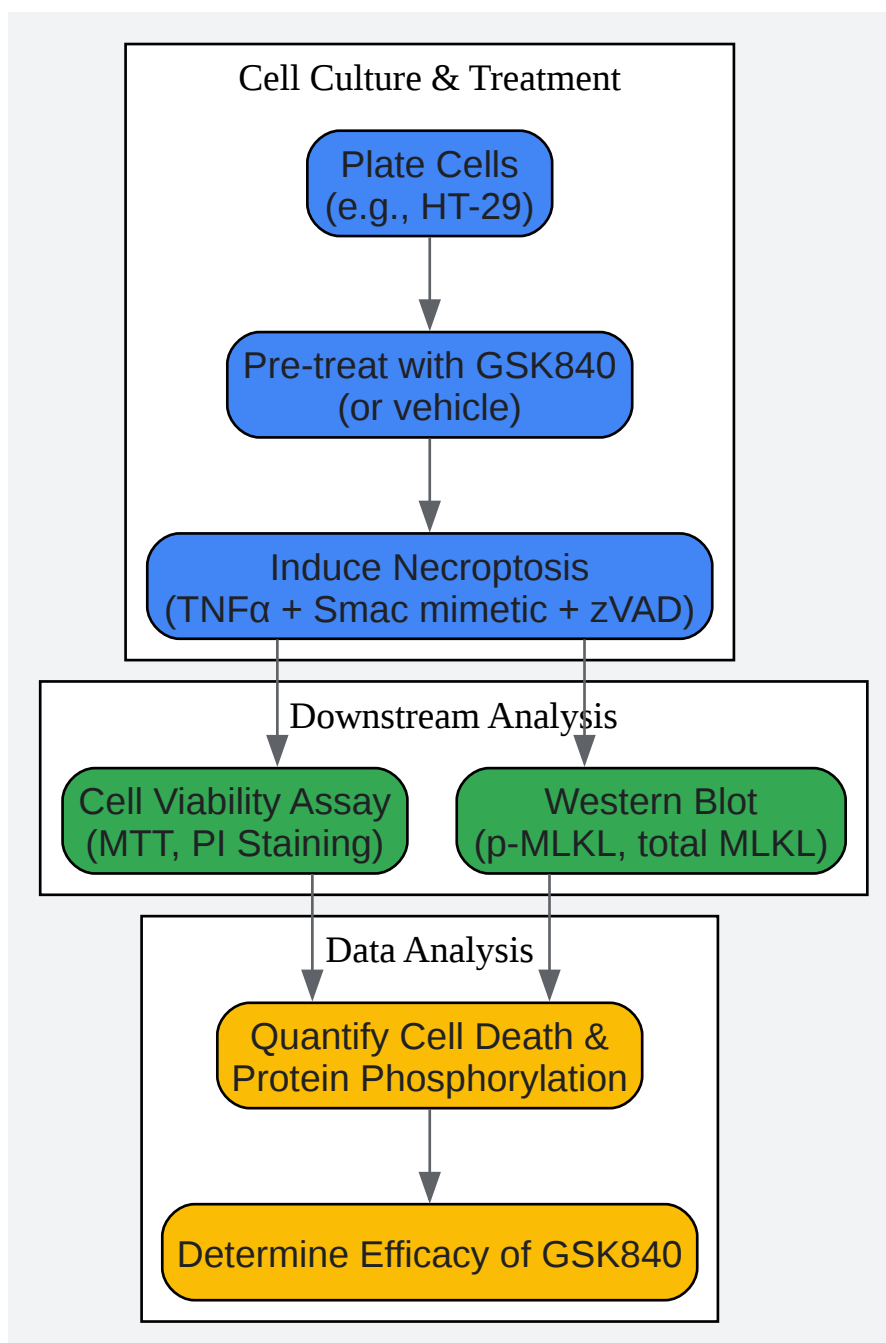 Cell Culture & Treatment
Plate Cells
(e.g., HT-29)
Pre-treat with GSK840
(or vehicle)
Induce Necroptosis
(TNFα + Smac mimetic + zVAD)
Downstream Analysis
Cell Viability Assay
(MTT, PI Staining)
Western Blot
(p-MLKL, total MLKL)
Data Analysis
Quantify Cell Death &
Protein Phosphorylation
Determine Efficacy of GSK840